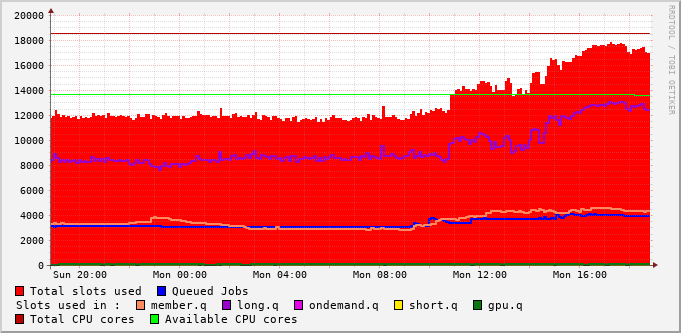 RRDTOOL / TOBI OETIKER
20000
18000
16000
14000
12000
10000
8000
6000
4000
2000
0
Sun 20:00 Mon 00:00 Mon 04:00 Mon 08:00 Mon 12:00 Mon 16:00
Total slots used Queued Jobs
Slots used in : member.q long.q ondemand.q short.q gpu.q
Total CPU cores Available CPU cores